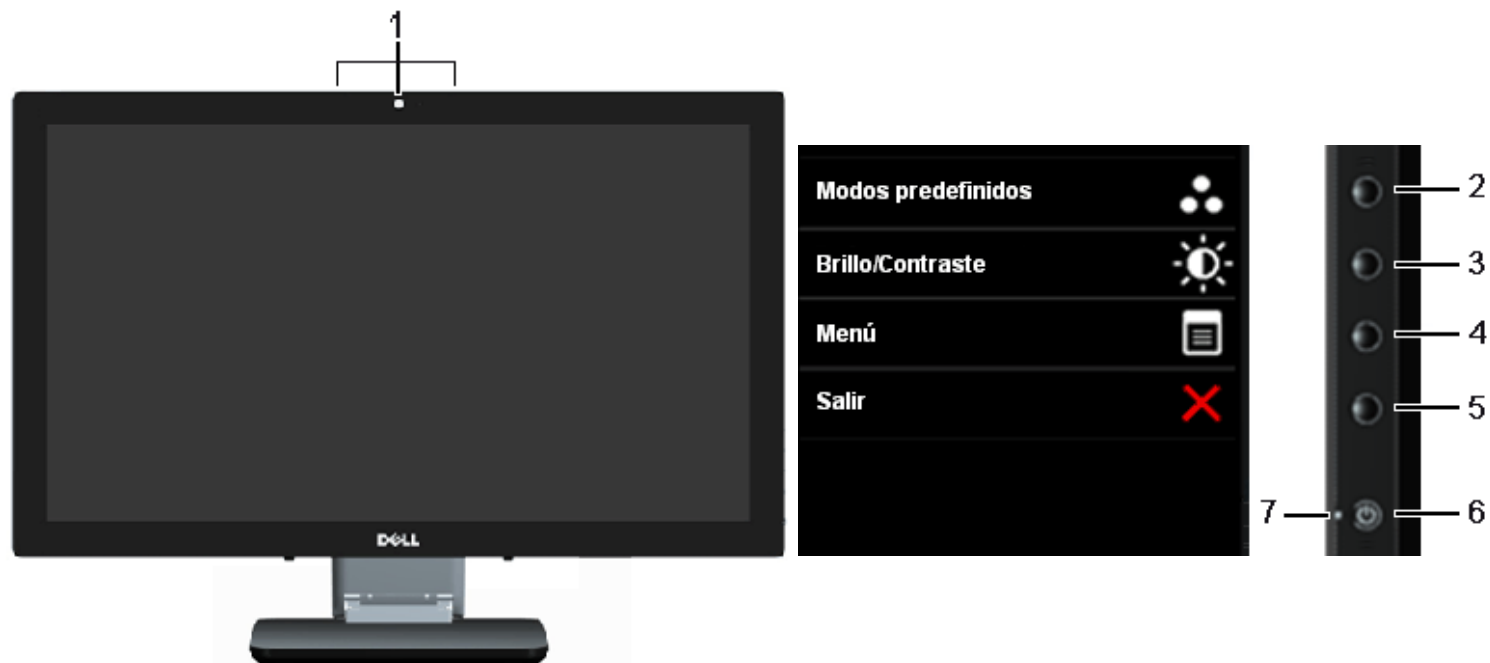 1
DELL
Modos predefinidos
Brillo/Contraste
Menú
Salir
2
3
4
5
6
7